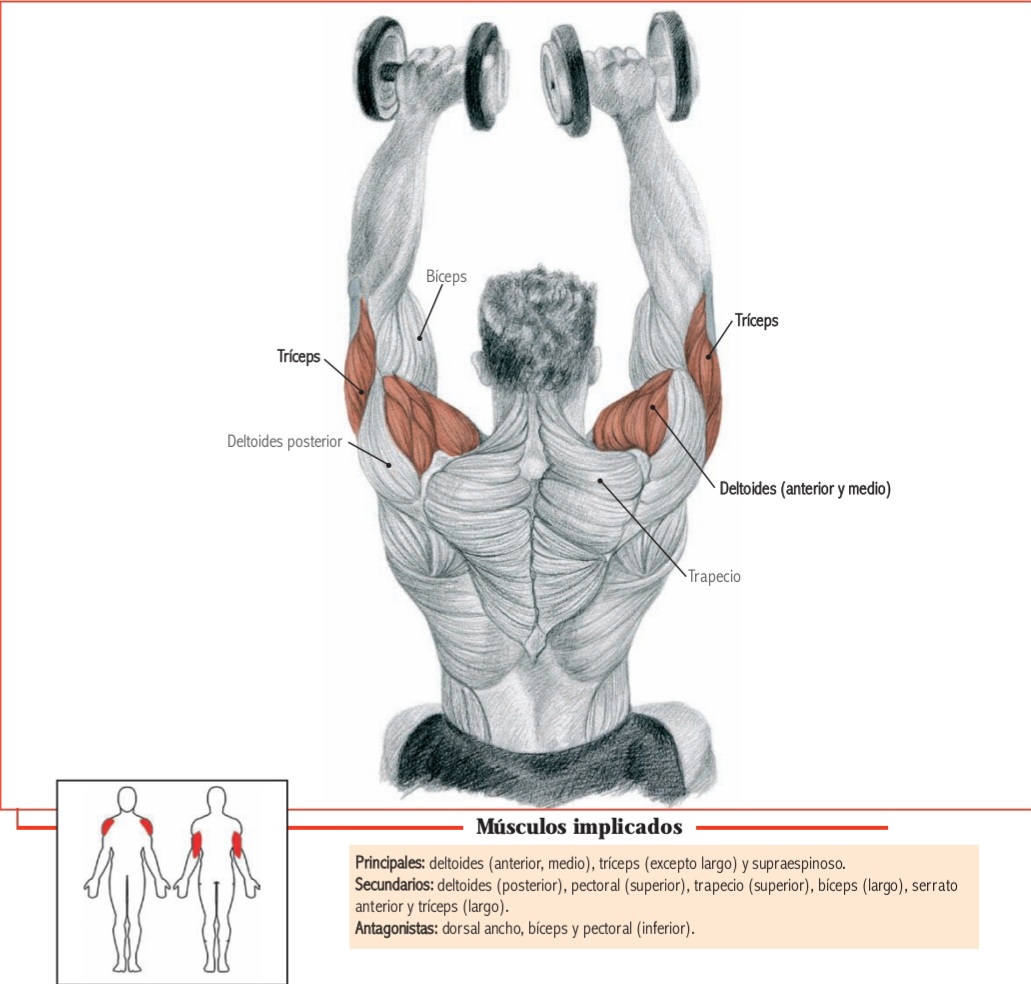 Bíceps
Tríceps
Tríceps
Deltoides posterior
Deltoides (anterior y medio)
Trapecio
Músculos implicados
Principales: deltoides (anterior, medio), tríceps (excepto largo) y supraespinoso.
Secundarios: deltoides (posterior), pectoral (superior), trapecio (superior), bíceps (largo), serrato
anterior y tríceps (largo).
Antagonistas: dorsal ancho, bíceps y pectoral (inferior).